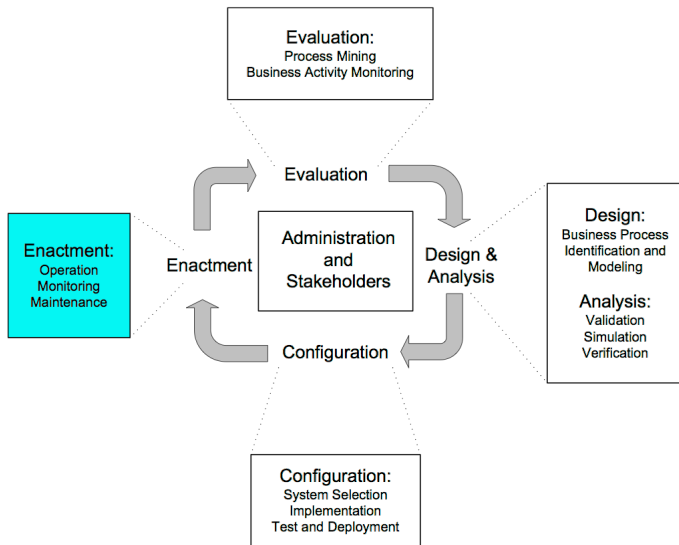 Evaluation:
Process Mining
Business Activity Monitoring
Evaluation
Enactment:
Operation
Monitoring
Maintenance
Enactment
Administration
and
Stakeholders
Design &
Analysis
Design:
Business Process
Identification and
Modeling
Analysis:
Validation
Simulation
Verification
Configuration
Configuration:
System Selection
Implementation
Test and Deployment